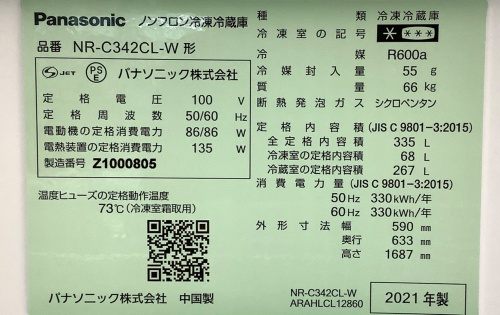 Panasonic ノンフロン冷凍冷蔵庫
品番 NR-C342CL-W 形
S JET PSE パナソニック株式会社
定格電圧 100 V
定格周波数 50/60 Hz
電動機の定格消費電力 86/86 W
電熱装置の定格消費電力 135 W
製造番号 Z1000805
温度ヒューズの定格動作温度
73℃(冷凍室霜取用)
パナソニック株式会社 中国製
種類 冷凍冷蔵庫
冷凍室の記号 ****
冷媒 R600a
冷媒封入量 55 g
質量 66 kg
断熱発泡ガス シクロペンタン
定格内容積(JIS C 9801-3:2015)
全定格内容積 335 L
冷凍室の定格内容積 68 L
冷蔵室の定格内容積 267 L
消費電力量(JIS C 9801-3:2015)
50Hz 330kWh/年
60Hz 330kWh/年
外形寸法 幅 590 mm
奥行 633 mm
高さ 1687 mm
NR-C342CL-W
ARAHLCL12860
2021年製